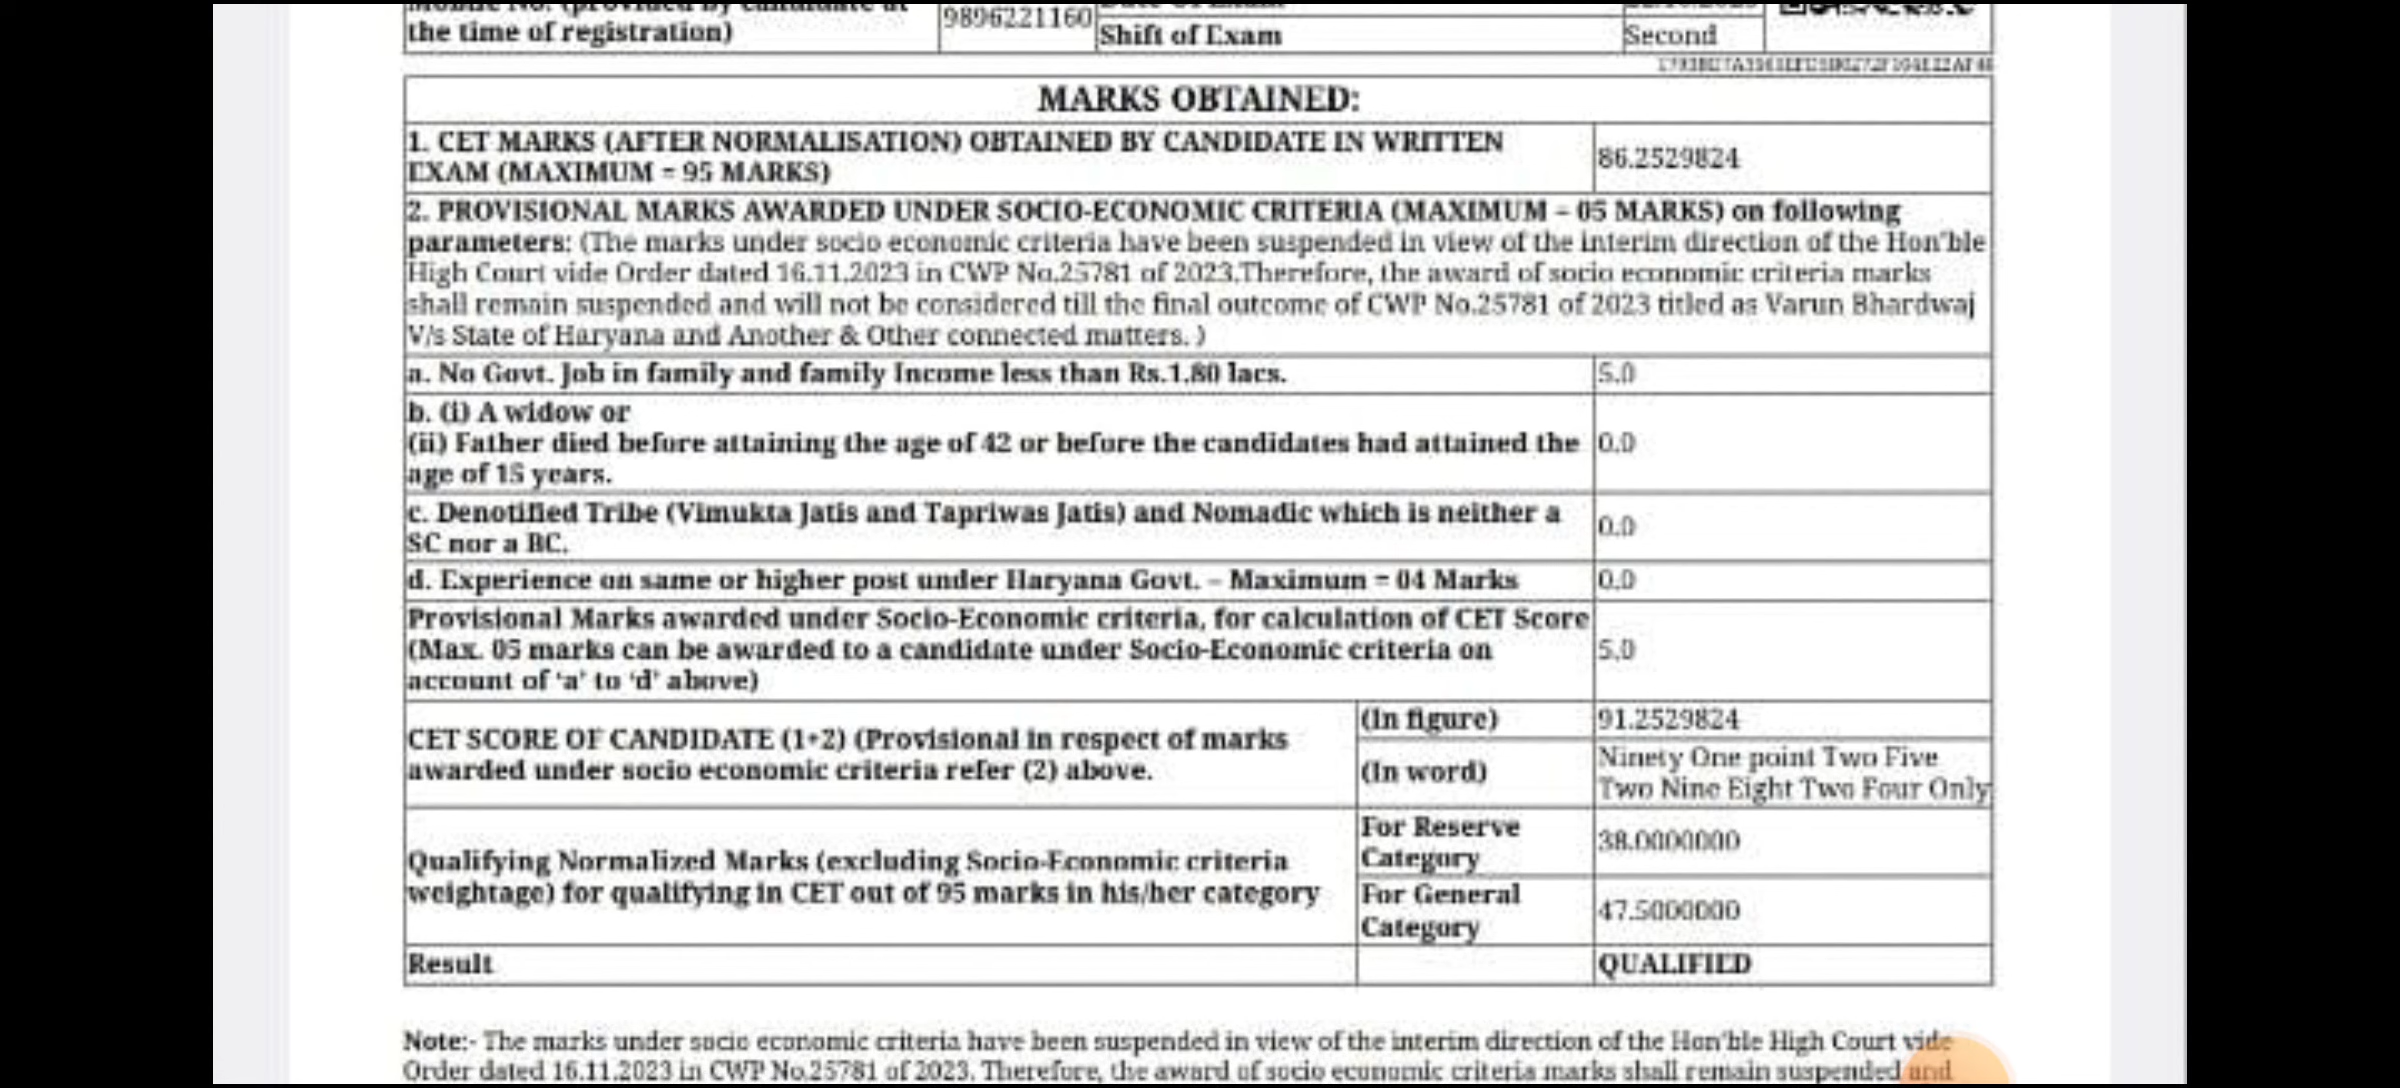 the time of registration)
9896221160
Shift of Exam
Second
MARKS OBTAINED:
1. CET MARKS (AFTER NORMALISATION) OBTAINED BY CANDIDATE IN WRITTEN
EXAM (MAXIMUM = 95 MARKS)
86.2529824
2. PROVISIONAL MARKS AWARDED UNDER SOCIO-ECONOMIC CRITERIA (MAXIMUM = 05 MARKS) on following
parameters: (The marks under socio economic criteria have been suspended in view of the interim direction of the Hon'ble
High Court vide Order dated 16.11.2023 in CWP No.25781 of 2023.Therefore, the award of socio economic criteria marks
shall remain suspended and will not be considered till the final outcome of CWP No.25781 of 2023 titled as Varun Bhardwaj
V/s State of Haryana and Another & Other connected matters. )
a. No Govt. Job in family and family Income less than Rs.1.80 lacs.
5.0
b. (i) A widow or
(ii) Father died before attaining the age of 42 or before the candidates had attained the
age of 15 years.
0.0
c. Denotified Tribe (Vimukta Jatis and Tapriwas Jatis) and Nomadic which is neither a
SC nor a BC.
0.0
d. Experience on same or higher post under Haryana Govt. – Maximum = 04 Marks
0.0
Provisional Marks awarded under Socio-Economic criteria, for calculation of CET Score
(Max. 05 marks can be awarded to a candidate under Socio-Economic criteria on
account of 'a' to 'd' above)
5.0
CET SCORE OF CANDIDATE (1+2) (Provisional in respect of marks
awarded under socio economic criteria refer (2) above.
(In figure)
91.2529824
(In word)
Ninety One point Two Five
Two Nine Eight Two Four Only
Qualifying Normalized Marks (excluding Socio-Economic criteria
weightage) for qualifying in CET out of 95 marks in his/her category
For Reserve
Category
38.0000000
For General
Category
47.5000000
Result
QUALIFIED
Note:- The marks under socio economic criteria have been suspended in view of the interim direction of the Hon'ble High Court vide
Order dated 16.11.2023 in CWP No.25781 of 2023. Therefore, the award of socio economic criteria marks shall remain suspended and